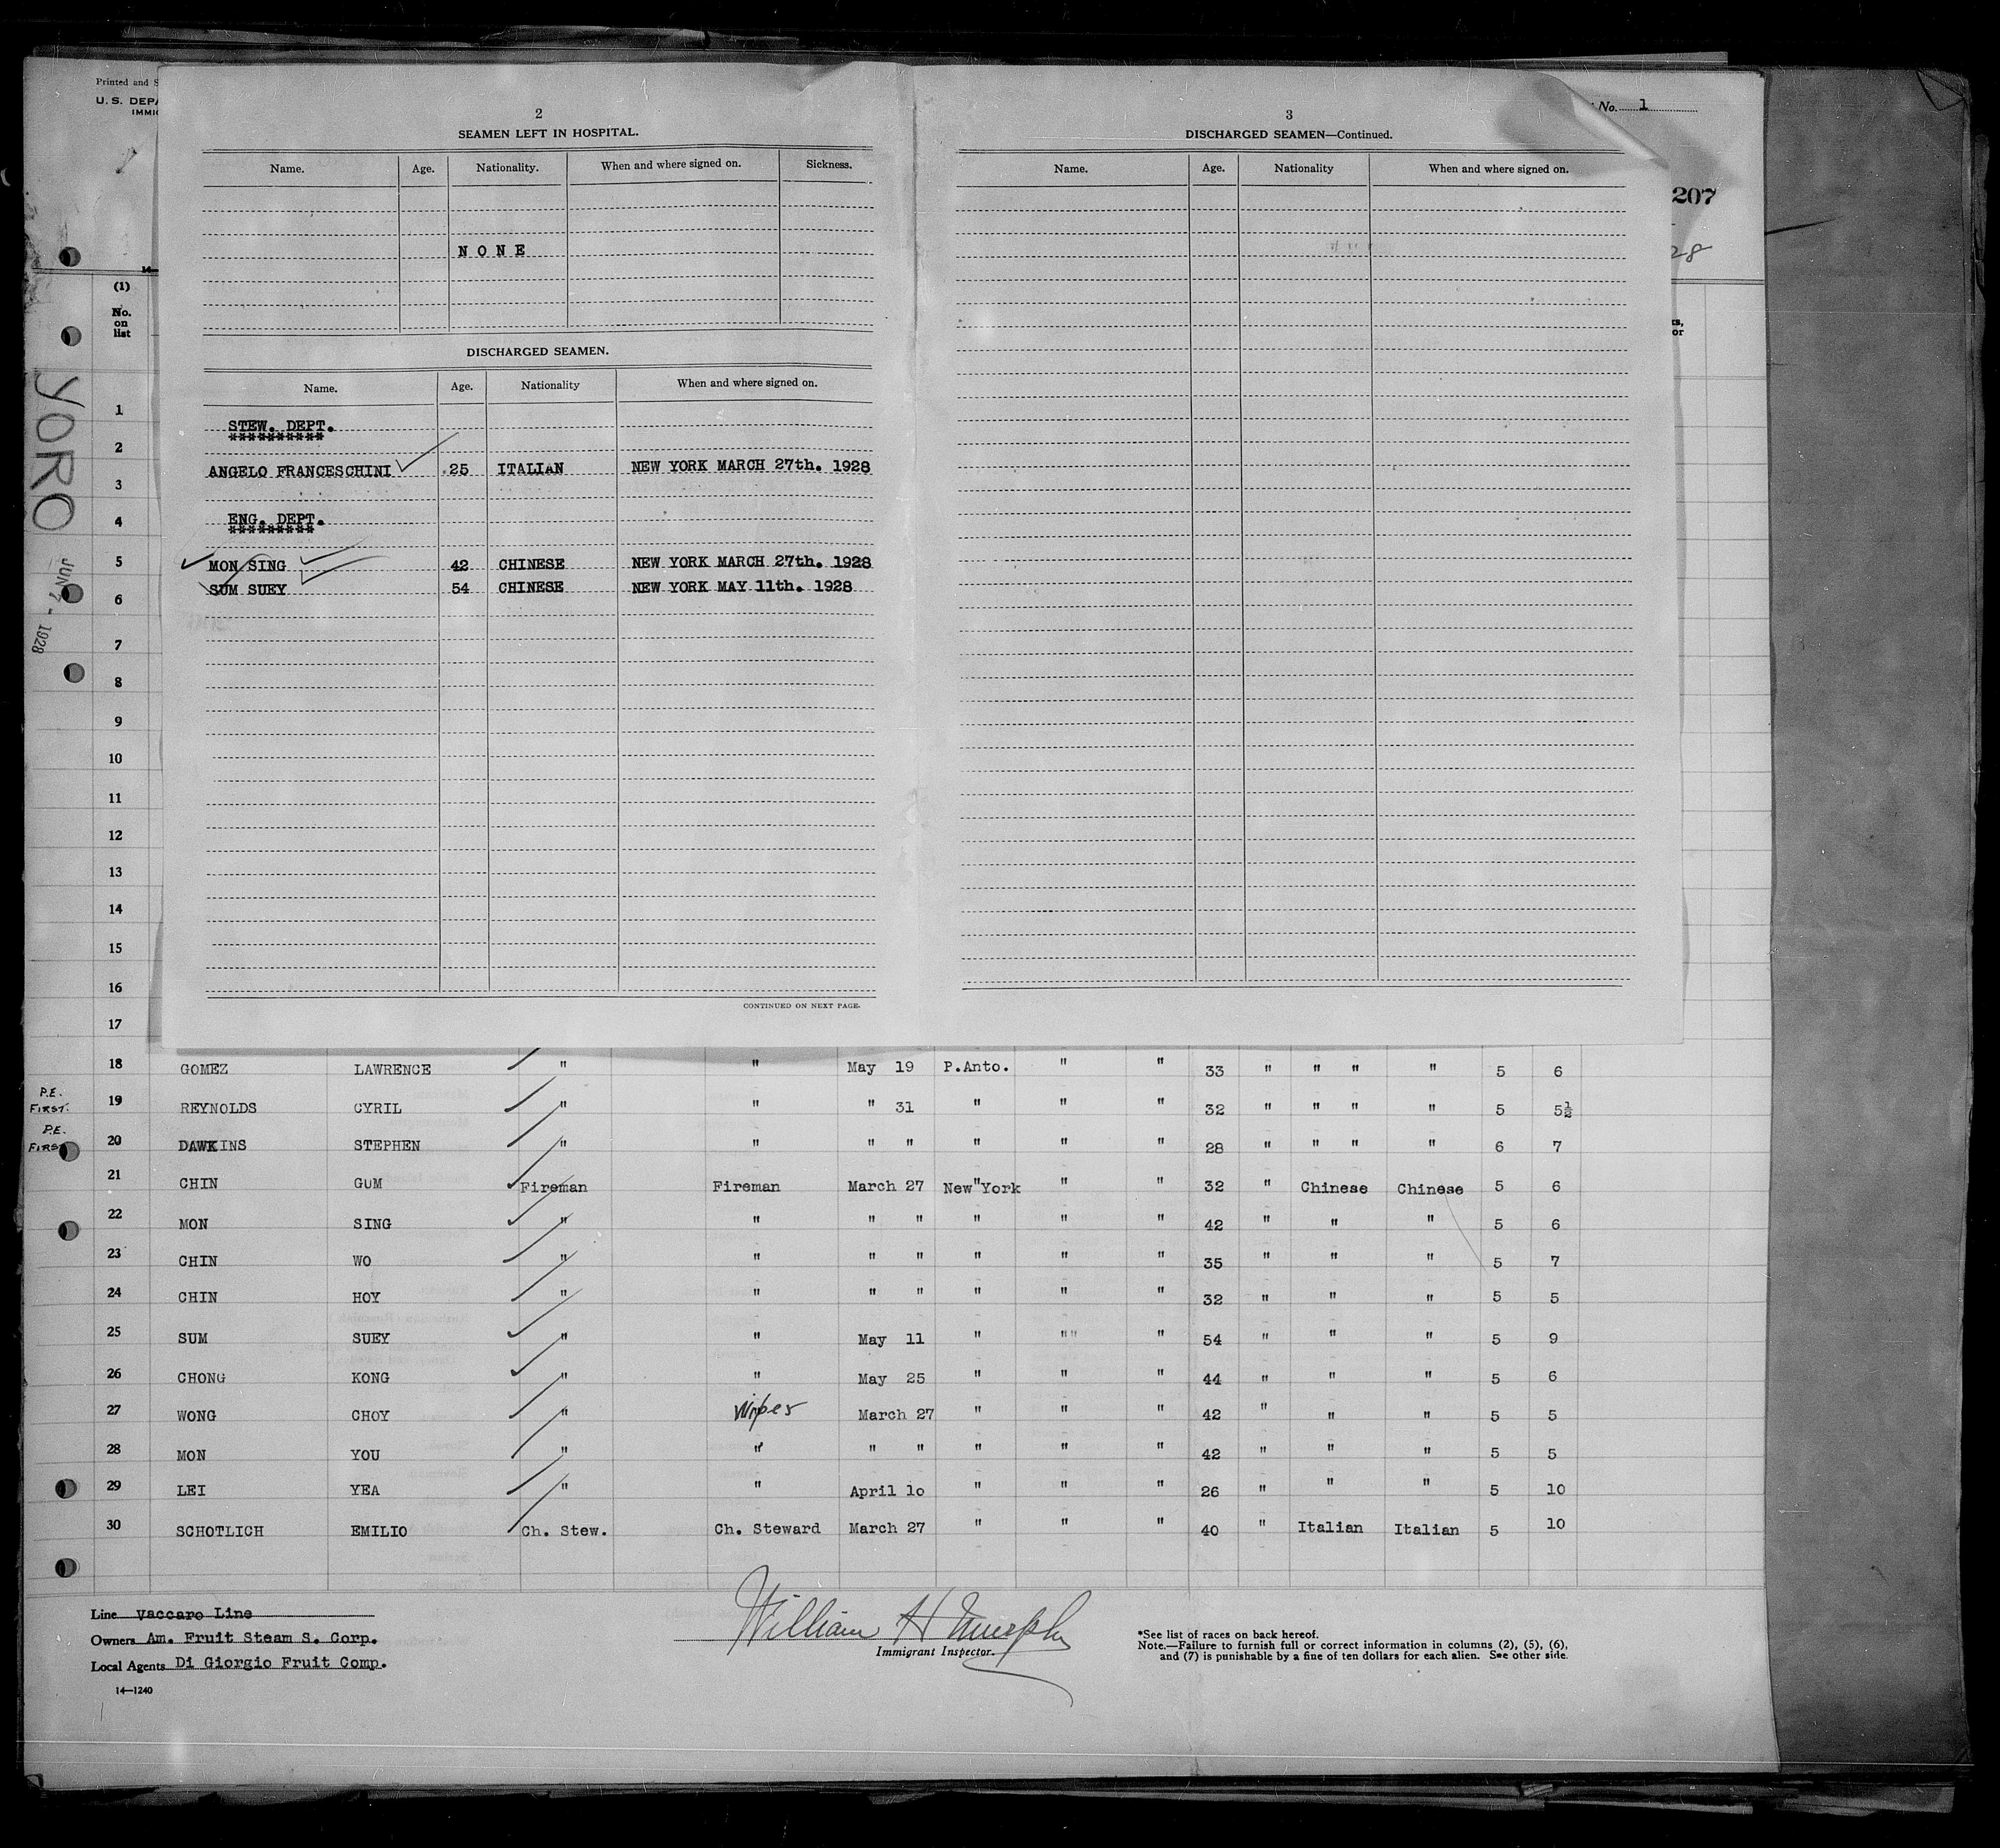 Printed and S
U. S. DEPA
IMMIG
No. 1
207
28
14—
(1)
No.
on
list
ks,
or
YORO
JUN 7 - 1928
2
SEAMEN LEFT IN HOSPITAL.
Name. Age. Nationality. When and where signed on. Sickness.
NONE
DISCHARGED SEAMEN.
Name. Age. Nationality When and where signed on.
STEW. DEPT.
**********
ANGELO FRANCESCHINI 25 ITALIAN NEW YORK MARCH 27th. 1928
ENG. DEPT.
*********
MON SING 42 CHINESE NEW YORK MARCH 27th. 1928
SUM SUEY 54 CHINESE NEW YORK MAY 11th. 1928
CONTINUED ON NEXT PAGE.
3
DISCHARGED SEAMEN—Continued.
Name. Age. Nationality When and where signed on.
1
2
3
4
5
6
7
8
9
10
11
12
13
14
15
16
17
18 GOMEZ LAWRENCE " " May 19 P.Anto. " " 33 " " " " 5 6
P.E. FIRST. 19 REYNOLDS CYRIL " " " 31 " " " 32 " " " " 5 5½
P.E. FIRST 20 DAWKINS STEPHEN " " " " " " " 28 " " " " 6 7
21 CHIN GUM Fireman Fireman March 27 New"York " " 32 " Chinese Chinese 5 6
22 MON SING " " " " " " " 42 " " " 5 6
23 CHIN WO " " " " " " " 35 " " " 5 7
24 CHIN HOY " " " " " " " 32 " " " 5 5
25 SUM SUEY " " May 11 " "" " 54 " " " 5 9
26 CHONG KONG " " May 25 " " " 44 " " " 5 6
27 WONG CHOY " Wiper March 27 " " " 42 " " " 5 5
28 MON YOU " " " " " " " 42 " " " 5 5
29 LEI YEA " " April 1o " " " 26 " " " 5 10
30 SCHOTLICH EMILIO Ch. Stew. Ch. Steward March 27 " " " 40 " Italian Italian 5 10
Line Vaccaro Line
Owners Am. Fruit Steam S. Corp.
Local Agents Di Giorgio Fruit Comp.
14—1240
William H Murphy
Immigrant Inspector.
*See list of races on back hereof.
Note.—Failure to furnish full or correct information in columns (2), (5), (6),
and (7) is punishable by a fine of ten dollars for each alien. See other side.